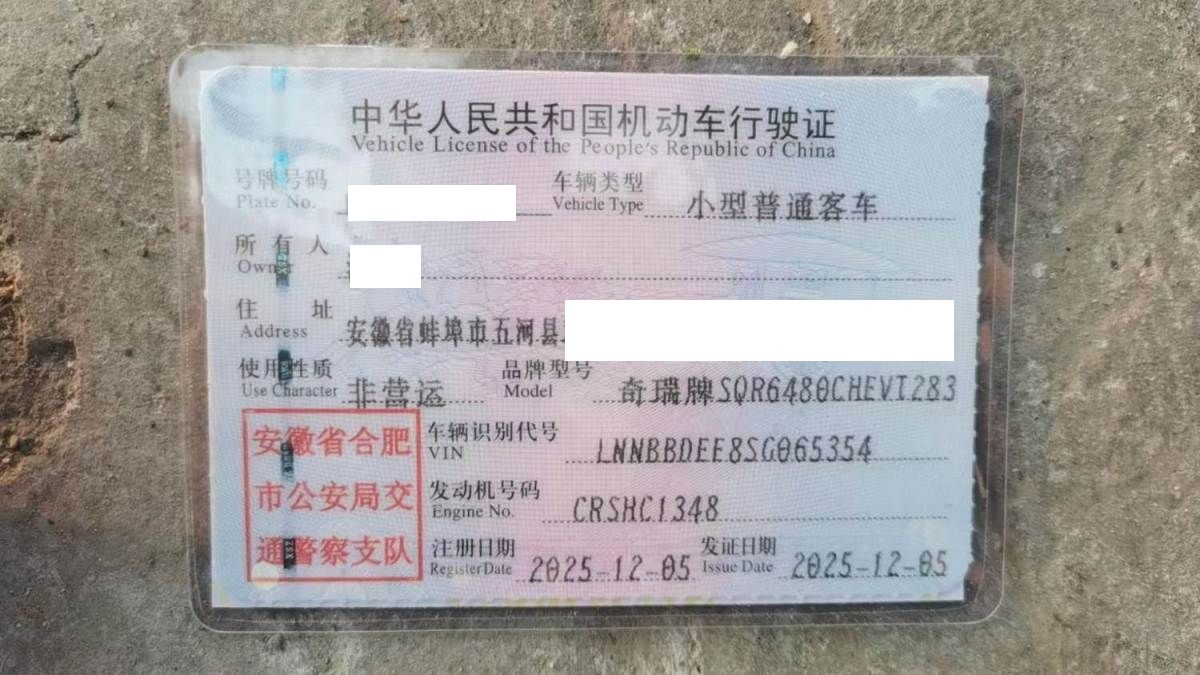 中华人民共和国机动车行驶证
Vehicle License of the People's Republic of China
号牌号码
Plate No.
车辆类型
Vehicle Type
小型普通客车
所有人
Owner
住址
Address
安徽省蚌埠市五河县
使用性质
Use Character
非营运
品牌型号
Model
奇瑞牌SQR6480CHEVT283
安徽省合肥
市公安局交
通警察支队
车辆识别代号
VIN
LNNBBDEE8SG065354
发动机号码
Engine No.
CRSHC1348
注册日期
Register Date
2025-12-05
发证日期
Issue Date
2025-12-05